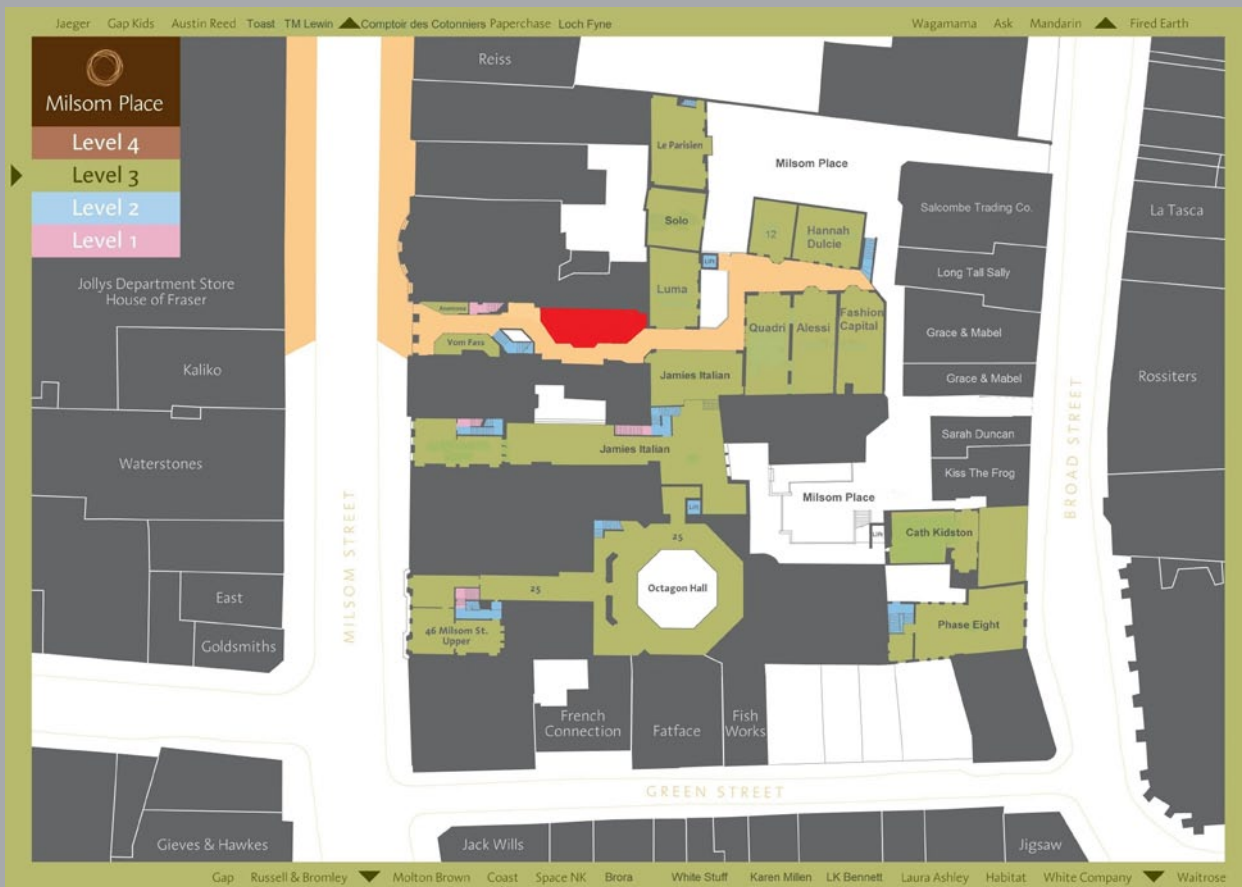 Jaeger Gap Kids Austin Reed Toast TM Lewin Comptoir des Cotonniers Paperchase Loch Fyne Wagamama Ask Mandarin Fired Earth
Milsom Place
Level 4
Level 3
Level 2
Level 1
Reiss
Le Parisien
Milsom Place
Solo
12
Hannah
Dulcie
Salcombe Trading Co.
La Tasca
Lift
Long Tall Sally
Jollys Department Store
House of Fraser
Luma
Vom Fass
Quadri
Alessi
Fashion
Capital
Grace & Mabel
Grace & Mabel
Kaliko
Jamies Italian
Rossiters
Sarah Duncan
Kiss The Frog
Waterstones
Jamies Italian
Milsom Place
MILSOM STREET
BROAD STREET
Lift
Lift
Cath Kidston
25
Octagon Hall
25
East
Goldsmiths
46 Milsom St.
Upper
Phase Eight
French
Connection
Fatface
Fish
Works
GREEN STREET
Gieves & Hawkes
Jack Wills
Jigsaw
Gap Russell & Bromley Molton Brown Coast Space NK Brora White Stuff Karen Millen LK Bennett Laura Ashley Habitat White Company Waitrose